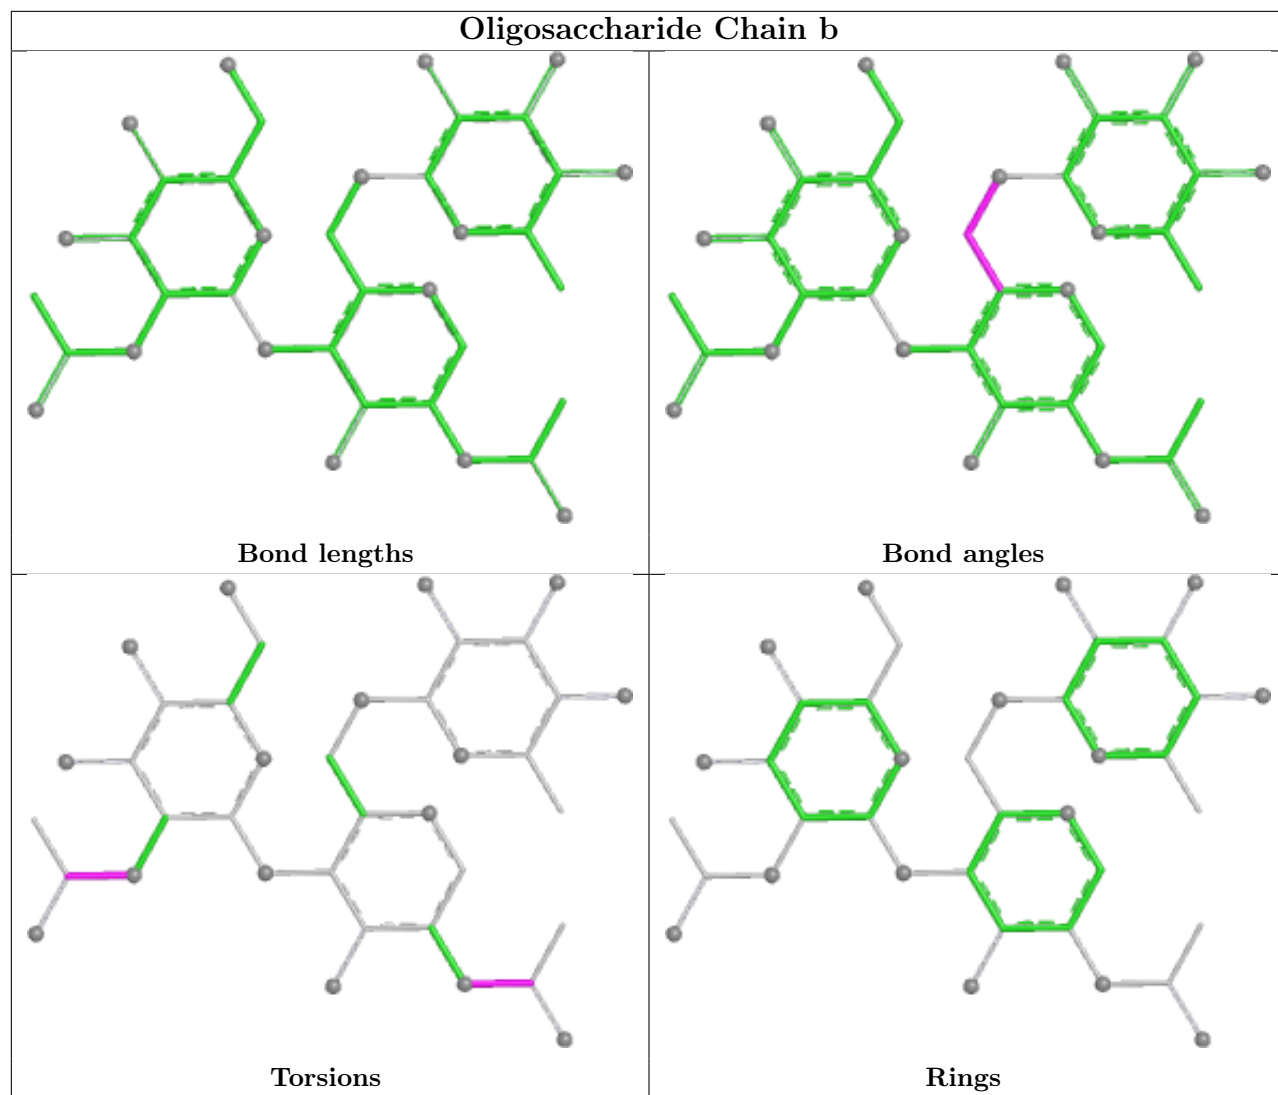 Oligosaccharide Chain b
Bond lengths
Bond angles
Torsions
Rings